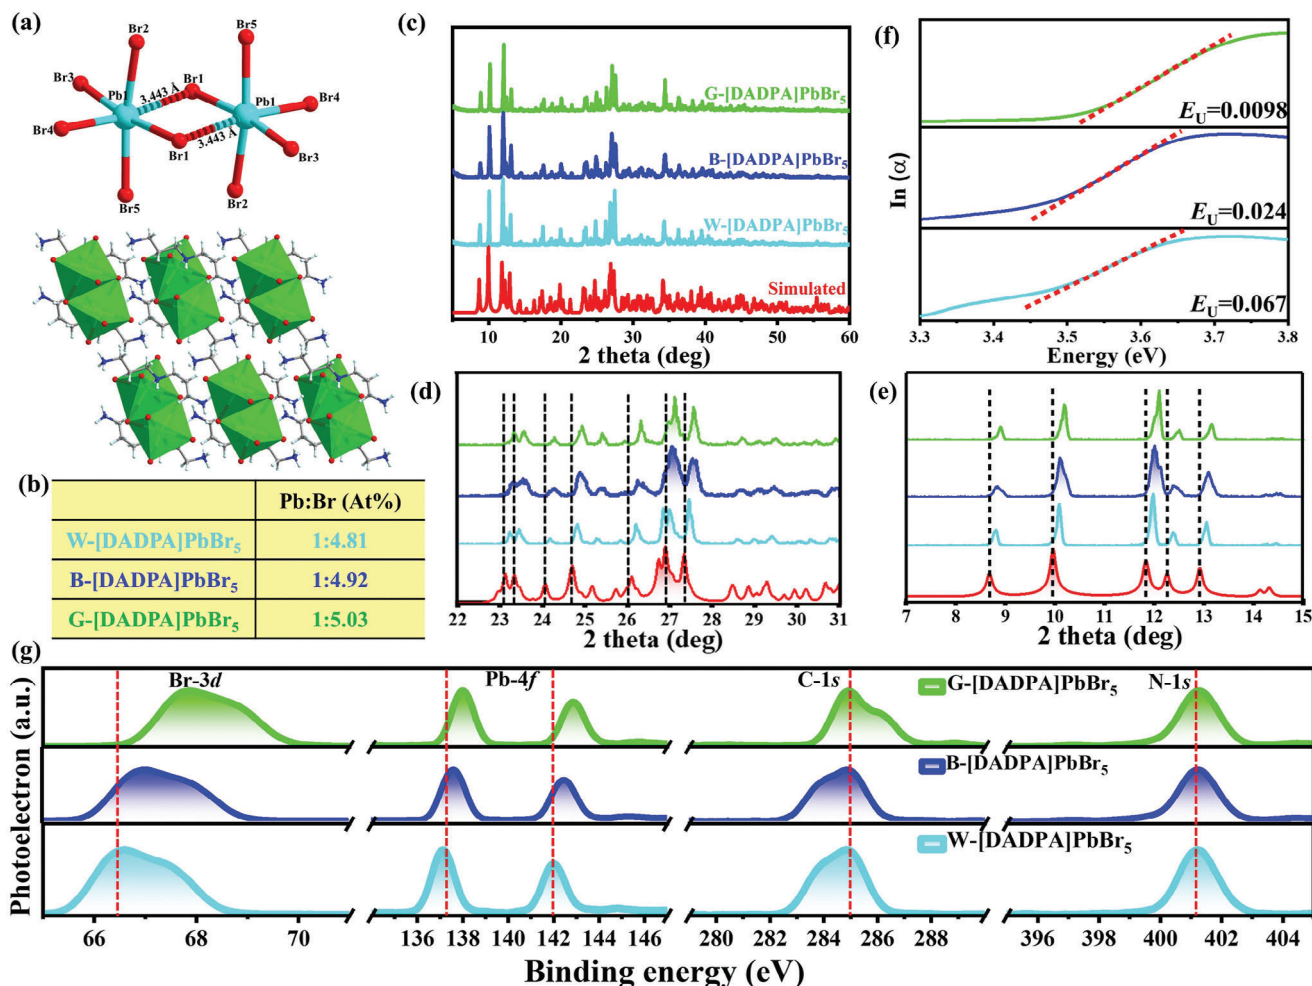 (a)
Br2
Br5
Br3
Pb1
Br1
3.443 Å
Pb1
Br4
Br4
Br1
3.443 Å
Br3
Br5
Br2
(b)
Pb:Br (At%)
W-[DADPA]PbBr5 1:4.81
B-[DADPA]PbBr5 1:4.92
G-[DADPA]PbBr5 1:5.03
(c)
G-[DADPA]PbBr5
B-[DADPA]PbBr5
W-[DADPA]PbBr5
Simulated
10 20 30 40 50 60
2 theta (deg)
(f)
In (α)
EU=0.0098
EU=0.024
EU=0.067
3.3 3.4 3.5 3.6 3.7 3.8
Energy (eV)
(d)
22 23 24 25 26 27 28 29 30 31
2 theta (deg)
(e)
7 8 9 10 11 12 13 14 15
2 theta (deg)
(g)
Photoelectron (a.u.)
Br-3d Pb-4f C-1s N-1s
G-[DADPA]PbBr5
B-[DADPA]PbBr5
W-[DADPA]PbBr5
66 68 70 136 138 140 142 144 146 280 282 284 286 288 396 398 400 402 404
Binding energy (eV)